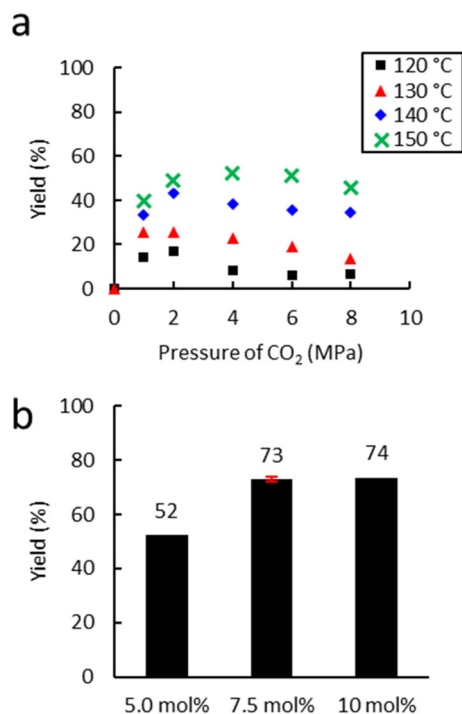 a
100
80
60
40
20
0
Yield (%)
120 °C
130 °C
140 °C
150 °C
0 2 4 6 8 10
Pressure of CO₂ (MPa)
b
100
80
60
40
20
0
Yield (%)
52
73
74
5.0 mol% 7.5 mol% 10 mol%